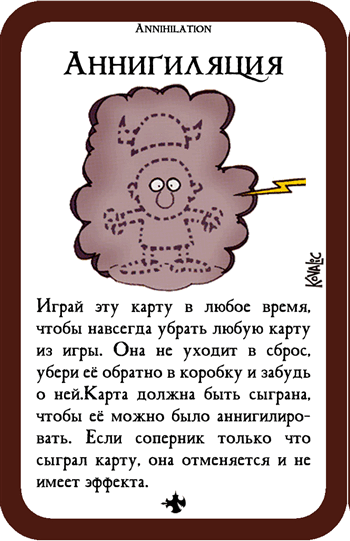 Annihilation
Аннигиляция
Kovalic
Играй эту карту в любое время,
чтобы навсегда убрать любую карту
из игры. Она не уходит в сброс,
убери её обратно в коробку и забудь
о ней.Карта должна быть сыграна,
чтобы её можно было аннигилиро-
вать. Если соперник только что
сыграл карту, она отменяется и не
имеет эффекта.